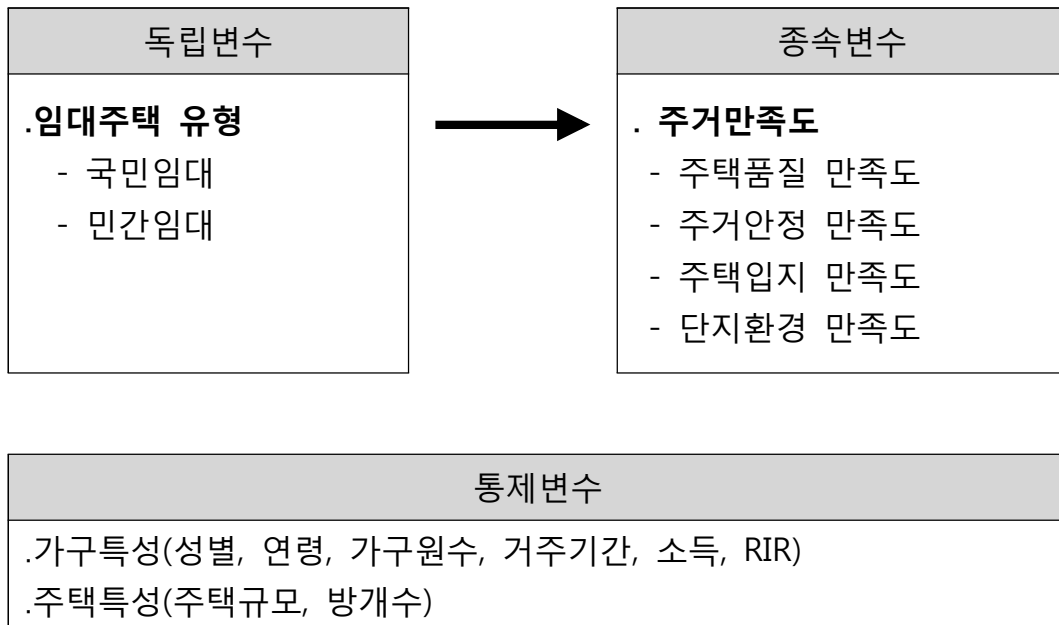 독립변수
.임대주택 유형
- 국민임대
- 민간임대
종속변수
. 주거만족도
- 주택품질 만족도
- 주거안정 만족도
- 주택입지 만족도
- 단지환경 만족도
통제변수
.가구특성(성별, 연령, 가구원수, 거주기간, 소득, RIR)
.주택특성(주택규모, 방개수)